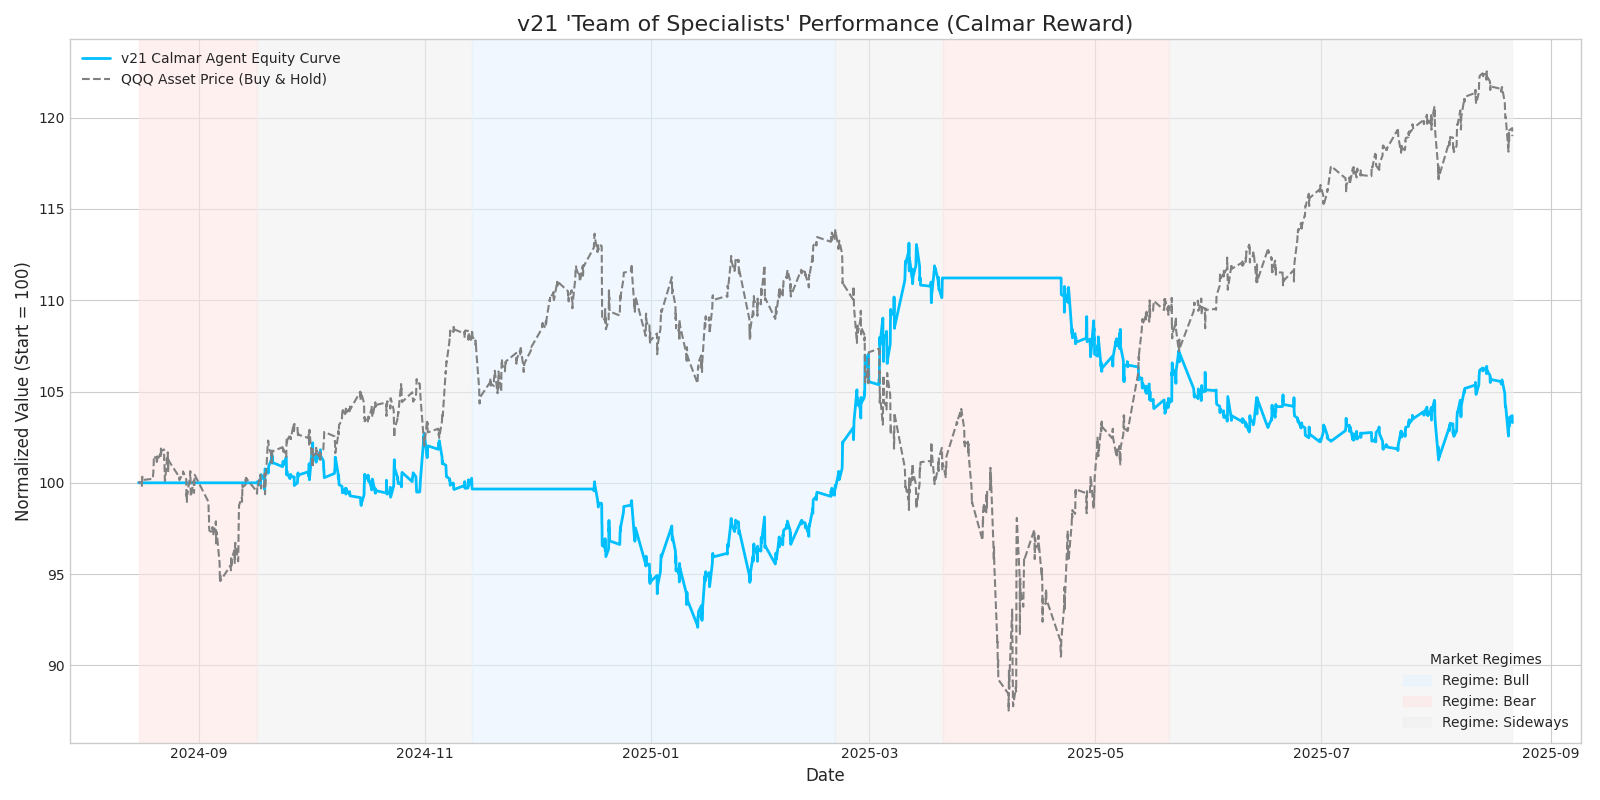 v21 'Team of Specialists' Performance (Calmar Reward)
v21 Calmar Agent Equity Curve
QQQ Asset Price (Buy & Hold)
Normalized Value (Start = 100)
120
115
110
105
100
95
90
Market Regimes
Regime: Bull
Regime: Bear
Regime: Sideways
2024-09
2024-11
2025-01
2025-03
2025-05
2025-07
2025-09
Date